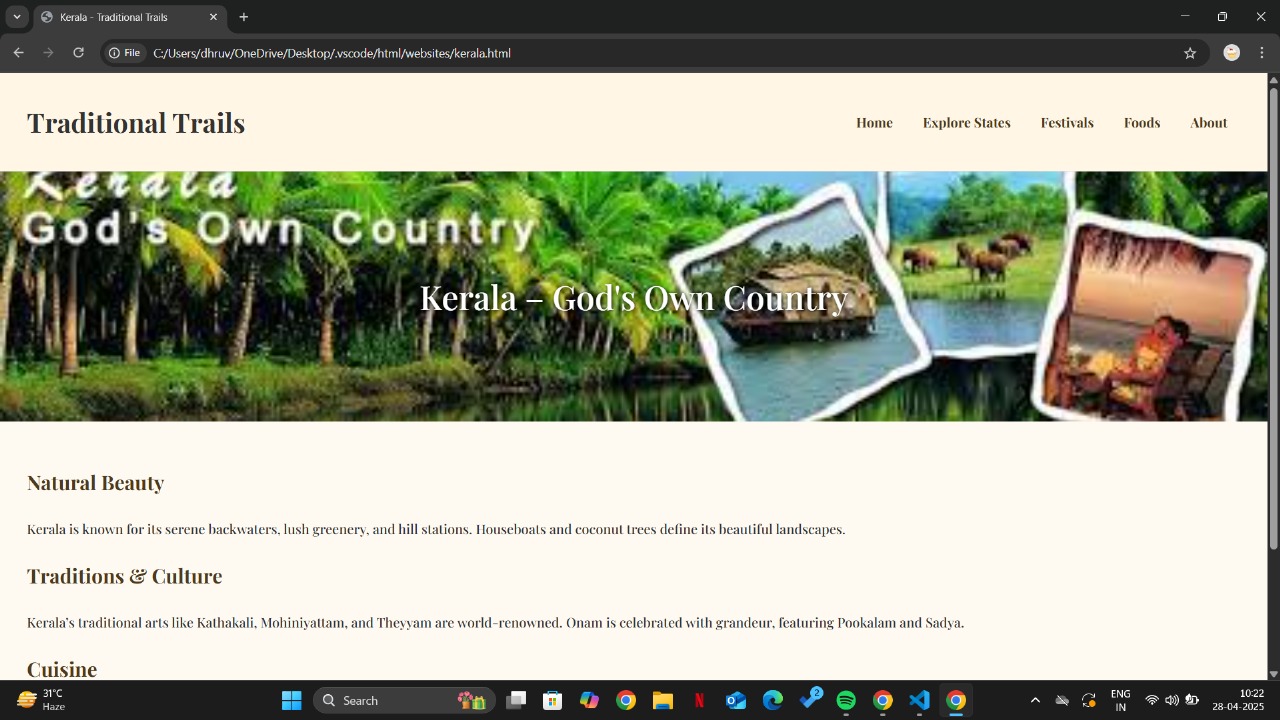 Kerala - Traditional Trails
File
C:/Users/dhruv/OneDrive/Desktop/.vscode/html/websites/kerala.html
Traditional Trails
Home Explore States Festivals Foods About
Kerala
God's Own Country
Kerala – God's Own Country
Natural Beauty
Kerala is known for its serene backwaters, lush greenery, and hill stations. Houseboats and coconut trees define its beautiful landscapes.
Traditions & Culture
Kerala's traditional arts like Kathakali, Mohiniyattam, and Theyyam are world-renowned. Onam is celebrated with grandeur, featuring Pookalam and Sadya.
Cuisine
31°C
Haze
Search
2
ENG
IN
10:22
28-04-2025